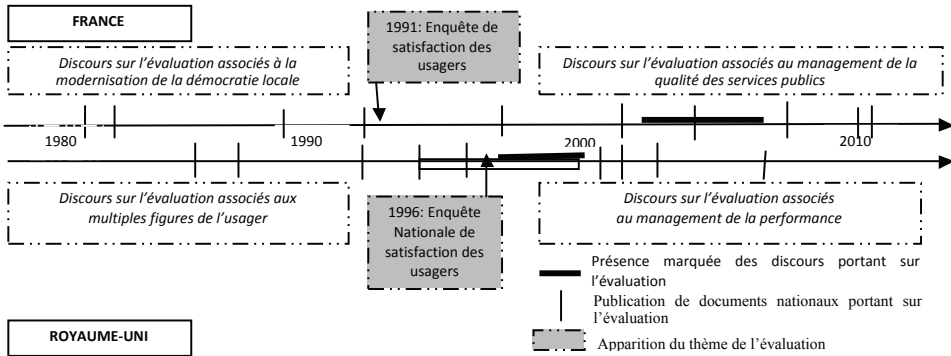 FRANCE
1991: Enquête de
satisfaction des
usagers
Discours sur l’évaluation associés à la
modernisation de la démocratie locale
Discours sur l’évaluation associés au management de la
qualité des services publics
1980
1990
2000
2010
Discours sur l’évaluation associés aux
multiples figures de l’usager
1996: Enquête
Nationale de
satisfaction des
usagers
Discours sur l’évaluation associés
au management de la performance
Présence marquée des discours portant sur
l’évaluation
Publication de documents nationaux portant sur
l’évaluation
Apparition du thème de l’évaluation
ROYAUME-UNI